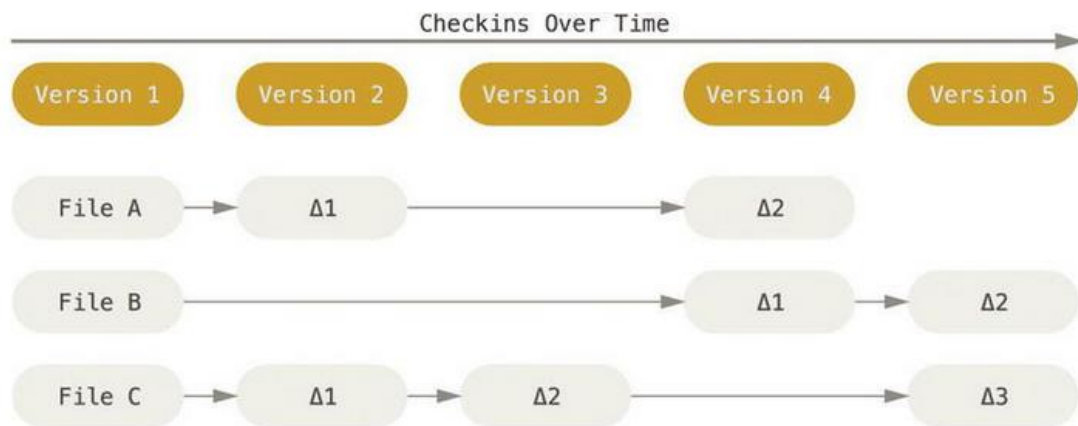 Checkins Over Time
Version 1 Version 2 Version 3 Version 4 Version 5
File A Δ1 Δ2
File B Δ1 Δ2
File C Δ1 Δ2 Δ3